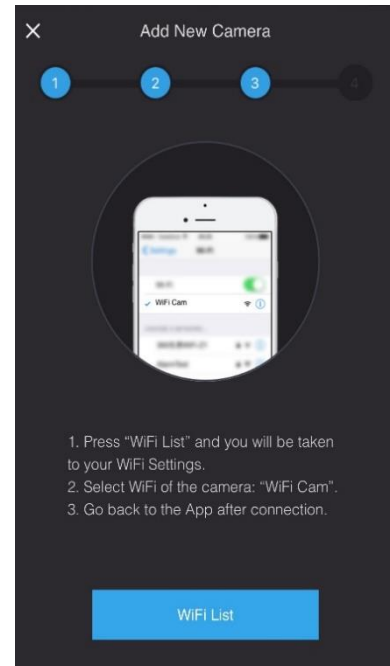 Add New Camera
1 2 3 4
Settings
WiFi Cam
1. Press “WiFi List” and you will be taken
to your WiFi Settings.
2. Select WiFi of the camera: “WiFi Cam”.
3. Go back to the App after connection.
WiFi List